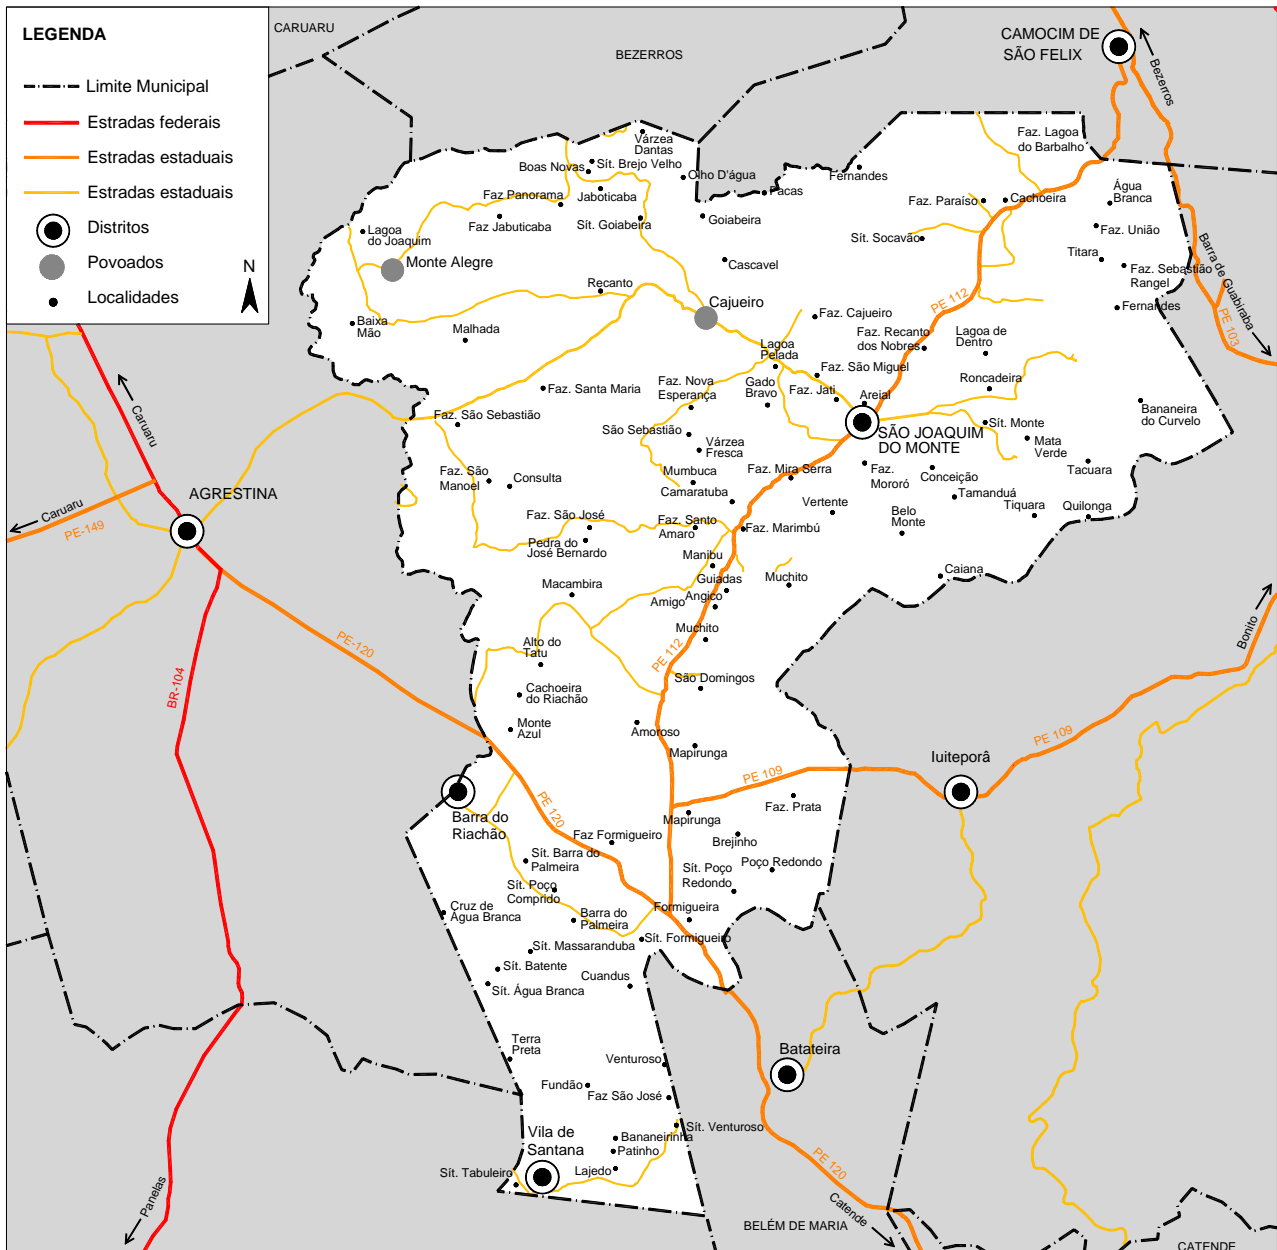 LEGENDA
Limite Municipal
Estradas federais
Estradas estaduais
Estradas estaduais
Distritos
Povoados
Localidades
N
CARUARU
BEZERROS
CAMOCIM DE
SÃO FELIX
Bezerros
Várzea
Dantas
Boas Novas
Sít. Brejo Velho
Olho D'água
Pacas
Fernandes
Faz. Lagoa
do Barbalho
Faz Panorama
Jaboticaba
Faz Jabuticaba
Sít. Goiabeira
Goiabeira
Faz. Paraíso
Cachoeira
Água
Branca
Lagoa
do Joaquim
Monte Alegre
Sít. Socavão
Faz. União
Titara
Faz. Sebastião
Rangel
Fernandes
Barra de Guabiraba
PE 103
Cascavel
Recanto
Cajueiro
PE 112
Baixa
Mão
Malhada
Faz. Cajueiro
Faz. Recanto
dos Nobres
Lagoa de
Dentro
Lagoa
Pelada
Faz. São Miguel
Roncadeira
Faz. Santa Maria
Faz. Nova
Esperança
Gado
Bravo
Faz. Jati
Areial
Bananeira
do Curvelo
Faz. São Sebastião
São Sebastião
SÃO JOAQUIM
DO MONTE
Sít. Monte
Mata
Verde
Várzea
Fresca
Tacuara
Caruaru
Caruaru
PE-149
AGRESTINA
Faz. São
Manoel
Consulta
Mumbuca
Camaratuba
Faz. Mira Serra
Faz.
Mororó
Conceição
Tamanduá
Tiquara
Quilonga
Vertente
Belo
Monte
Faz. São José
Pedra do
José Bernardo
Faz. Santo
Amaro
Faz. Marimbú
Manibu
Guiadas
Muchito
Caiana
Macambira
Amigo
Angico
Muchito
PE-120
BR-104
PE 112
Alto do
Tatu
São Domingos
Cachoeira
do Riachão
Monte
Azul
Amoroso
Mapirunga
Bonito
PE 109
PE 109
Iuiteporâ
Barra do
Riachão
PE 120
Faz. Prata
Mapirunga
Faz Formigueiro
Brejinho
Sít. Barra do
Palmeira
Sít. Poço
Redondo
Poço Redondo
Sít. Poço
Comprido
Cruz de
Água Branca
Barra do
Palmeira
Formigueira
Sít. Formigueiro
Sít. Massaranduba
Sít. Batente
Cuandus
Sít. Água Branca
Terra
Preta
Venturoso
Batateira
Fundão
Faz São José
Sít. Venturoso
Vila de
Santana
Bananeirinha
Patinho
Lajedo
Sít. Tabuleiro
PE 120
Panelas
Catende
BELÉM DE MARIA
CATENDE